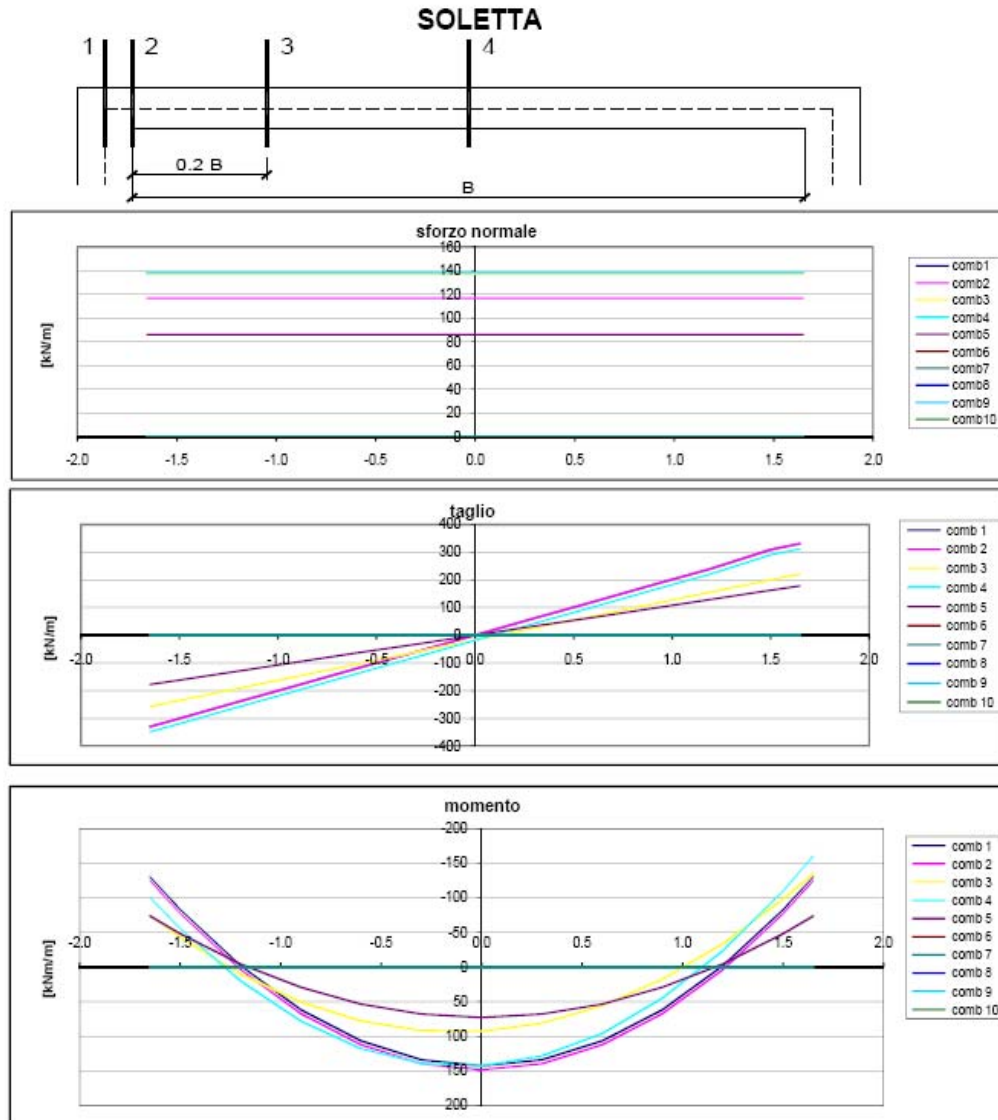 SOLETTA
1 2 3 4
0.2 B
B
sforzo normale
[kN/m]
160
140
120
100
80
60
40
20
0
-2.0 -1.5 -1.0 -0.5 0.0 0.5 1.0 1.5 2.0
comb1
comb2
comb3
comb4
comb5
comb6
comb7
comb8
comb9
comb10
taglio
[kN/m]
400
300
200
100
0
-100
-200
-300
-400
-2.0 -1.5 -1.0 -0.5 0.0 0.5 1.0 1.5 2.0
comb 1
comb 2
comb 3
comb 4
comb 5
comb 6
comb 7
comb 8
comb 9
comb 10
momento
[kNm/m]
-200
-150
-100
-50
0
50
100
150
200
-2.0 -1.5 -1.0 -0.5 0.0 0.5 1.0 1.5 2.0
comb 1
comb 2
comb 3
comb 4
comb 5
comb 6
comb 7
comb 8
comb 9
comb 10